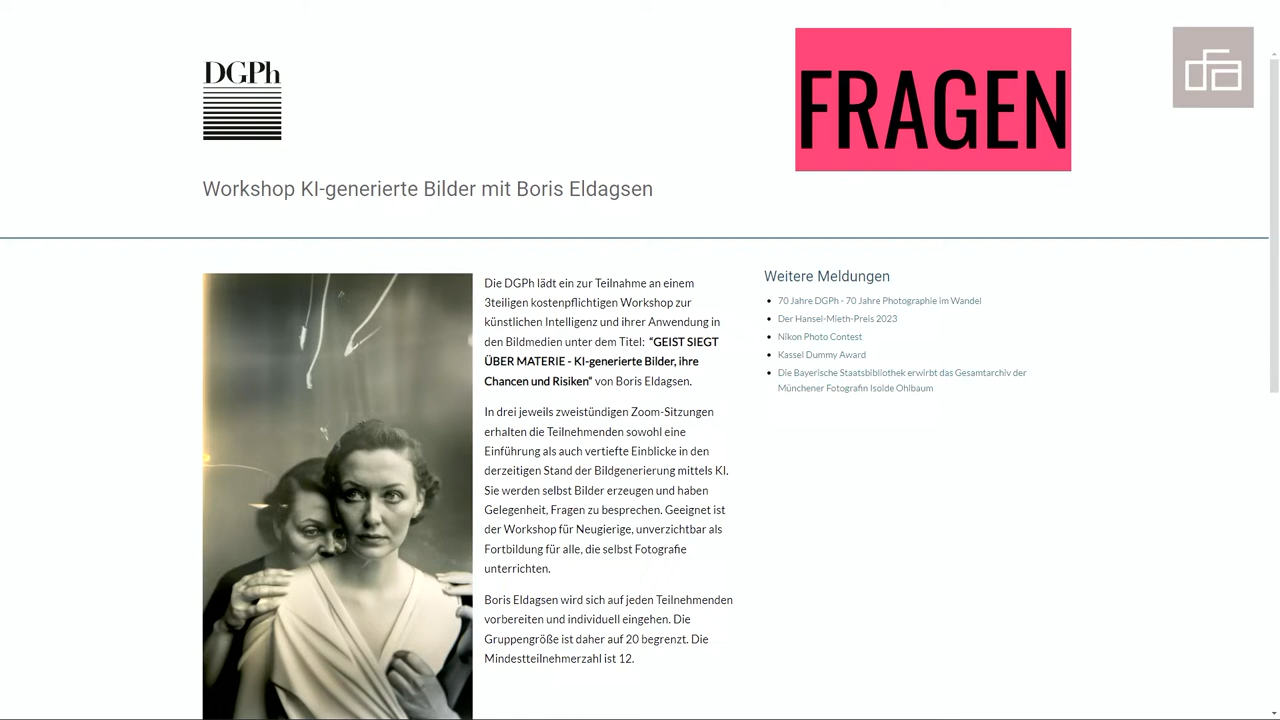 DGPh
FRAGEN
dfa
Workshop KI-generierte Bilder mit Boris Eldagsen
Die DGPh lädt ein zur Teilnahme an einem
3teiligen kostenpflichtigen Workshop zur
künstlichen Intelligenz und ihrer Anwendung in
den Bildmedien unter dem Titel: “GEIST SIEGT
ÜBER MATERIE - KI-generierte Bilder, ihre
Chancen und Risiken“ von Boris Eldagsen.
In drei jeweils zweistündigen Zoom-Sitzungen
erhalten die Teilnehmenden sowohl eine
Einführung als auch vertiefte Einblicke in den
derzeitigen Stand der Bildgenerierung mittels KI.
Sie werden selbst Bilder erzeugen und haben
Gelegenheit, Fragen zu besprechen. Geeignet ist
der Workshop für Neugierige, unverzichtbar als
Fortbildung für alle, die selbst Fotografie
unterrichten.
Boris Eldagsen wird sich auf jeden Teilnehmenden
vorbereiten und individuell eingehen. Die
Gruppengröße ist daher auf 20 begrenzt. Die
Mindestteilnehmerzahl ist 12.
Weitere Meldungen
70 Jahre DGPh - 70 Jahre Photographie im Wandel
Der Hansel-Mieth-Preis 2023
Nikon Photo Contest
Kassel Dummy Award
Die Bayerische Staatsbibliothek erwirbt das Gesamtarchiv der
Münchener Fotografin Isolde Ohlbaum